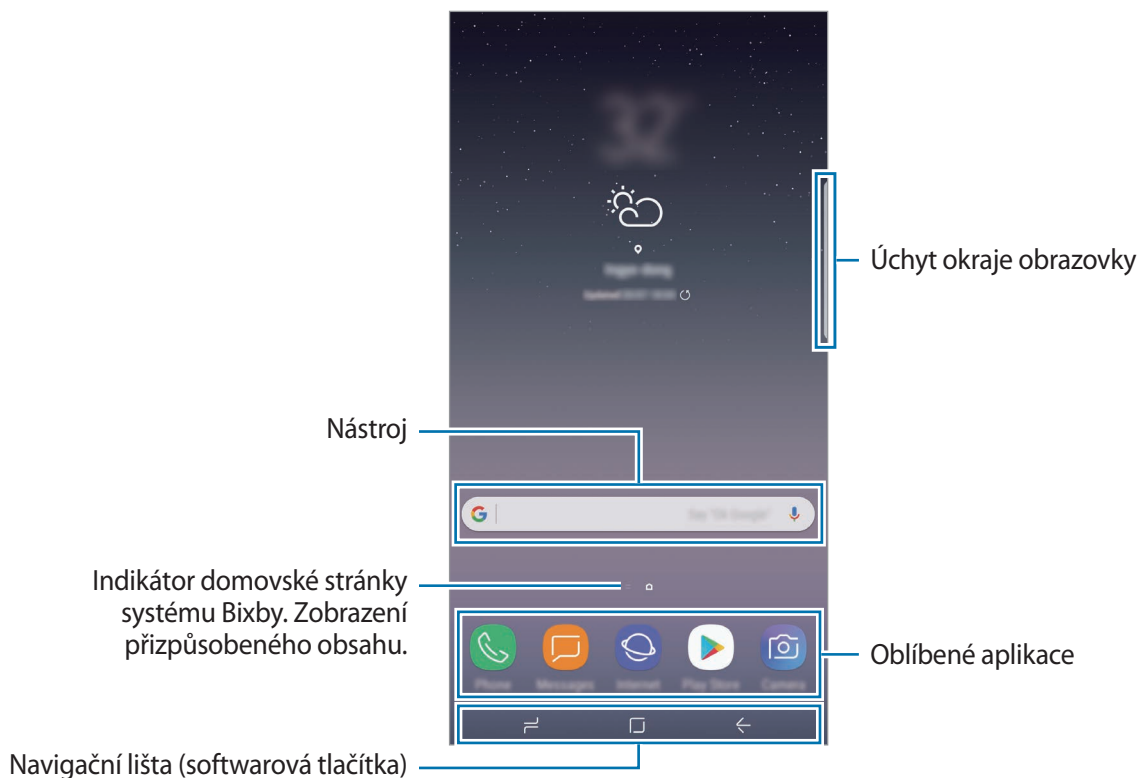 Úchyt okraje obrazovky
Nástroj
Indikátor domovské stránky
systému Bixby. Zobrazení
přizpůsobeného obsahu.
Phone
Messages
Internet
Play Store
Camera
Oblíbené aplikace
Navigační lišta (softwarová tlačítka)